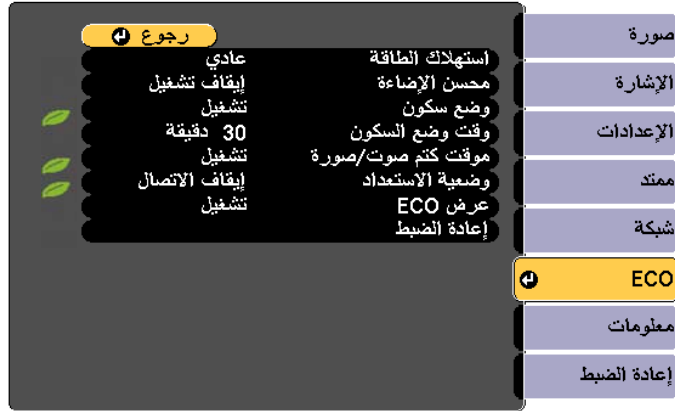 رجوع
استهلاك الطاقة عادي
محسن الإضاءة إيقاف تشغيل
وضع سكون تشغيل
وقت وضع السكون 30 دقيقة
موقت كتم صوت/صورة تشغيل
وضعية الاستعداد إيقاف الاتصال
عرض ECO تشغيل
إعادة الضبط
صورة
الإشارة
الإعدادات
ممتد
شبكة
ECO
معلومات
إعادة الضبط